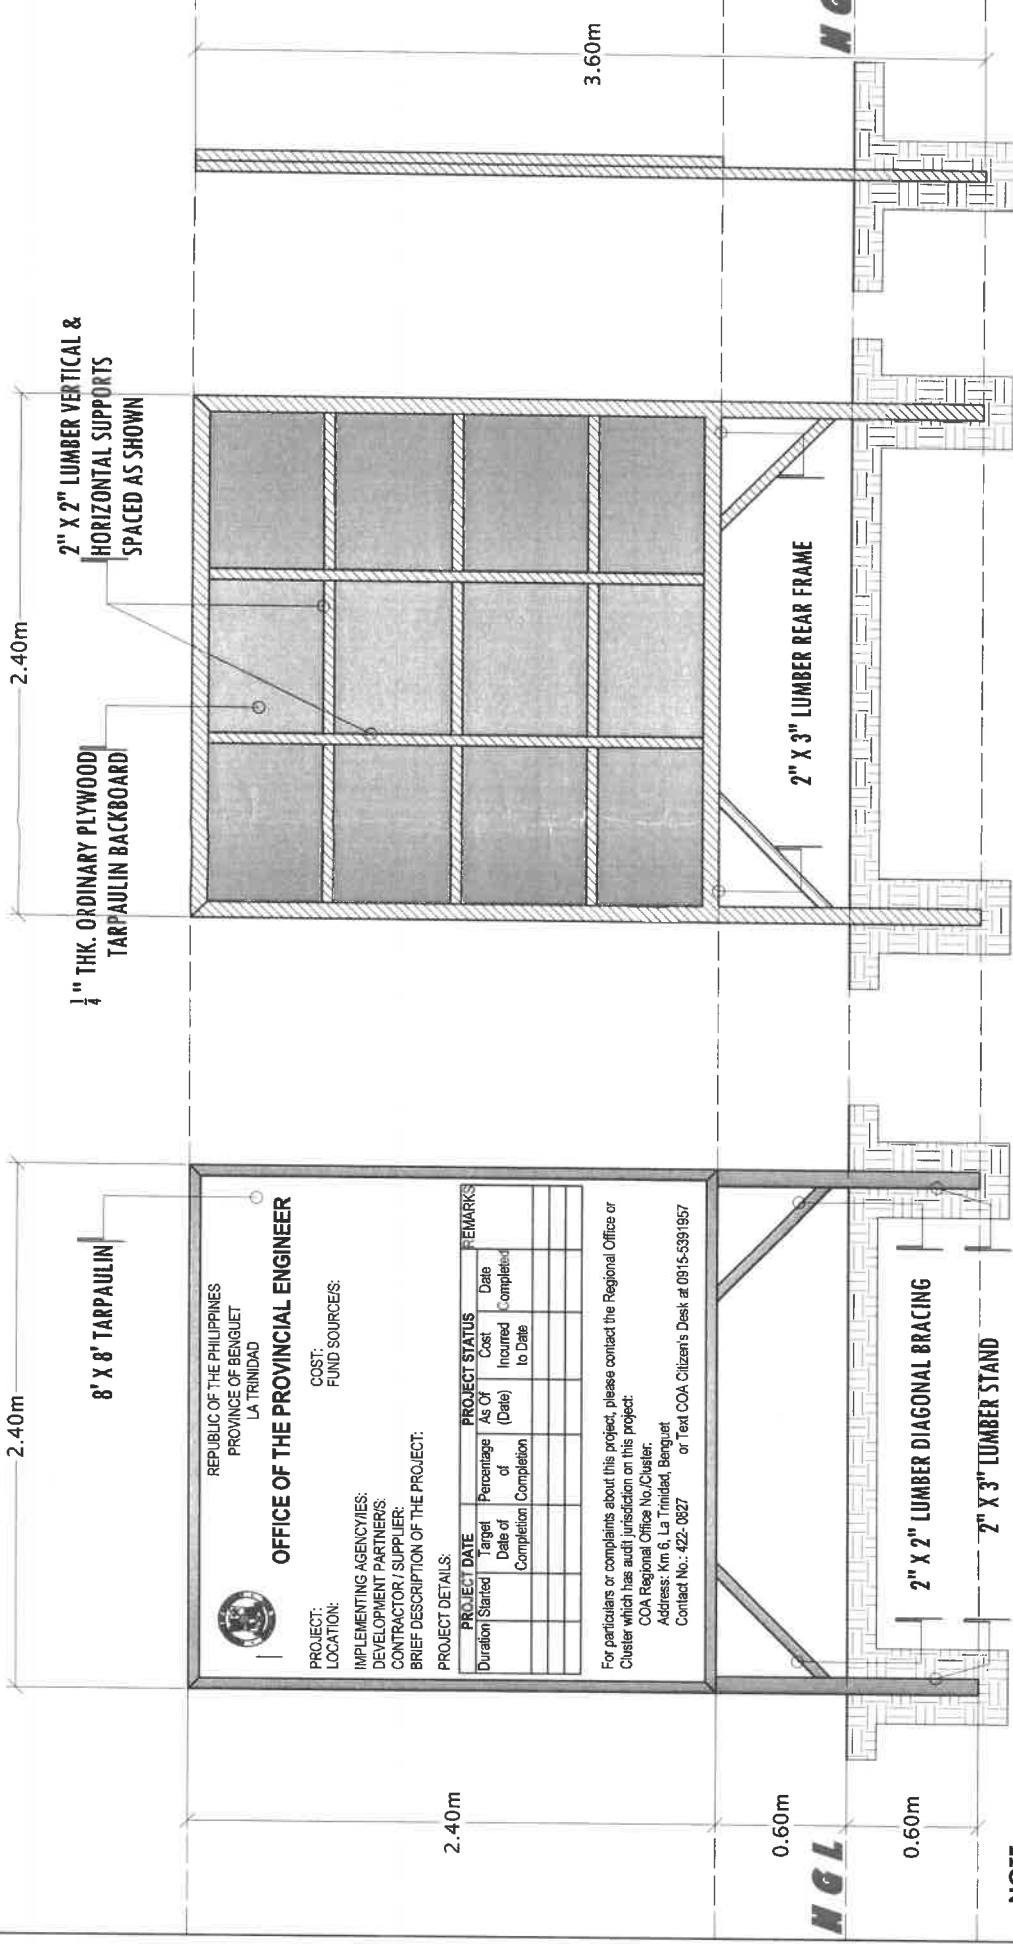 2.40m
8' X 8' TARPAULIN
REPUBLIC OF THE PHILIPPINES
PROVINCE OF BENGUET
LA TRINIDAD
OFFICE OF THE PROVINCIAL ENGINEER
PROJECT:
LOCATION:
COST:
FUND SOURCE/S:
IMPLEMENTING AGENCY/IES:
DEVELOPMENT PARTNER/S:
CONTRACTOR / SUPPLIER:
BRIEF DESCRIPTION OF THE PROJECT:
PROJECT DETAILS:
PROJECT DATE PROJECT STATUS REMARKS
Duration Started Target Date of Completion Percentage of Completion As Of (Date) Cost Incurred to Date Date Completed
For particulars or complaints about this project, please contact the Regional Office or
Cluster which has audit jurisdiction on this project:
COA Regional Office No./Cluster:
Address: Km 6, La Trinidad, Benguet
Contact No.: 422- 0827 or Text COA Citizen's Desk at 0915-5391957
2.40m
0.60m
NGL
0.60m
2" X 2" LUMBER DIAGONAL BRACING
2" X 3" LUMBER STAND
NOTE
2.40m
1/4" THK. ORDINARY PLYWOOD
TARPAULIN BACKBOARD
2" X 2" LUMBER VERTICAL &
HORIZONTAL SUPPORTS
SPACED AS SHOWN
2" X 3" LUMBER REAR FRAME
3.60m